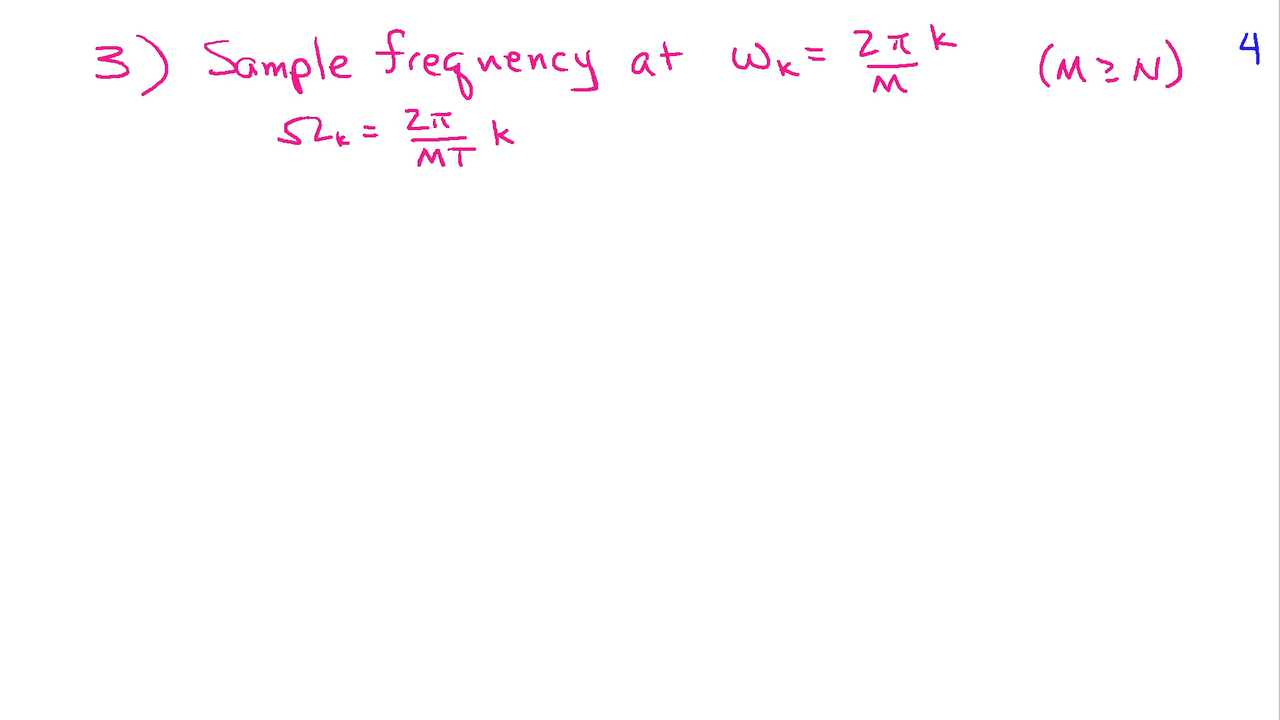 3) Sample frequency at ωₖ = 2π/M k (M ≥ N) 4
Ωₖ = 2π/MT k